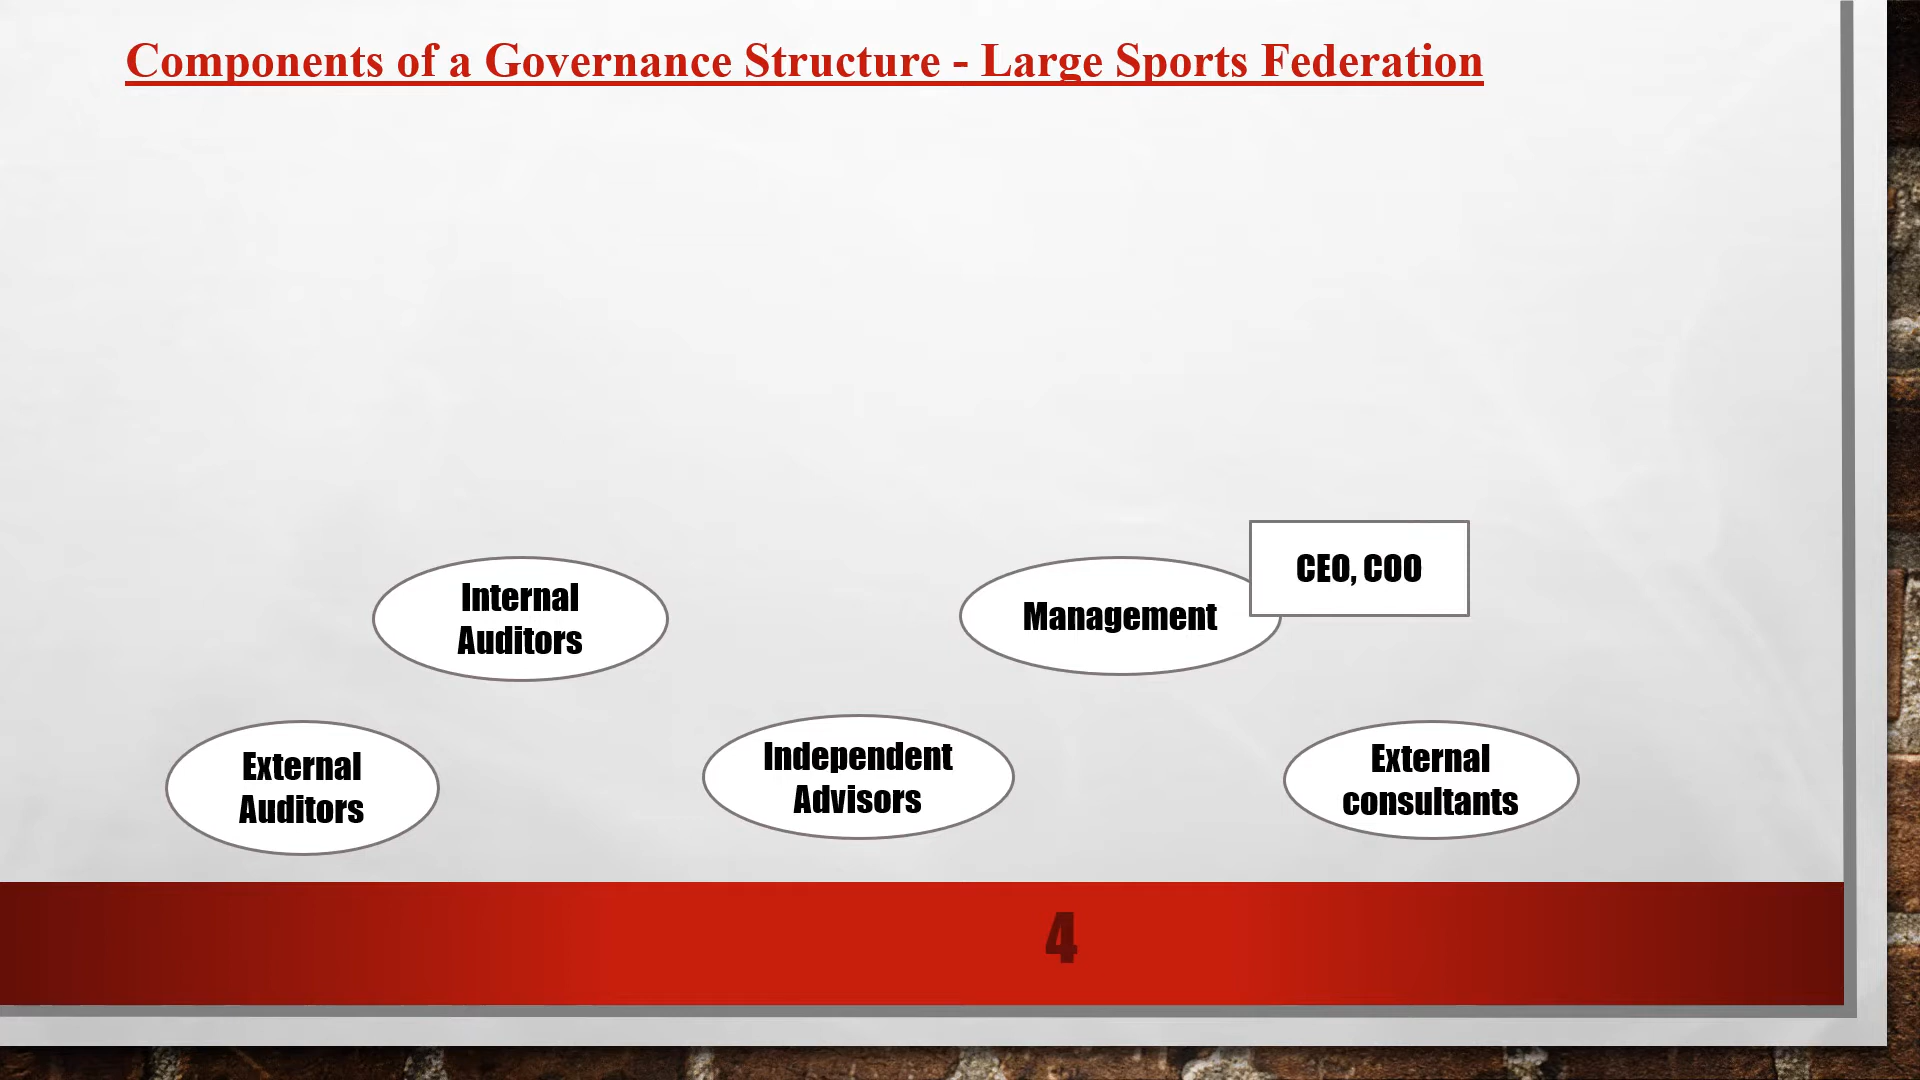 Components of a Governance Structure - Large Sports Federation
CEO, COO
Internal
Auditors
Management
External
Auditors
Independent
Advisors
External
consultants
4